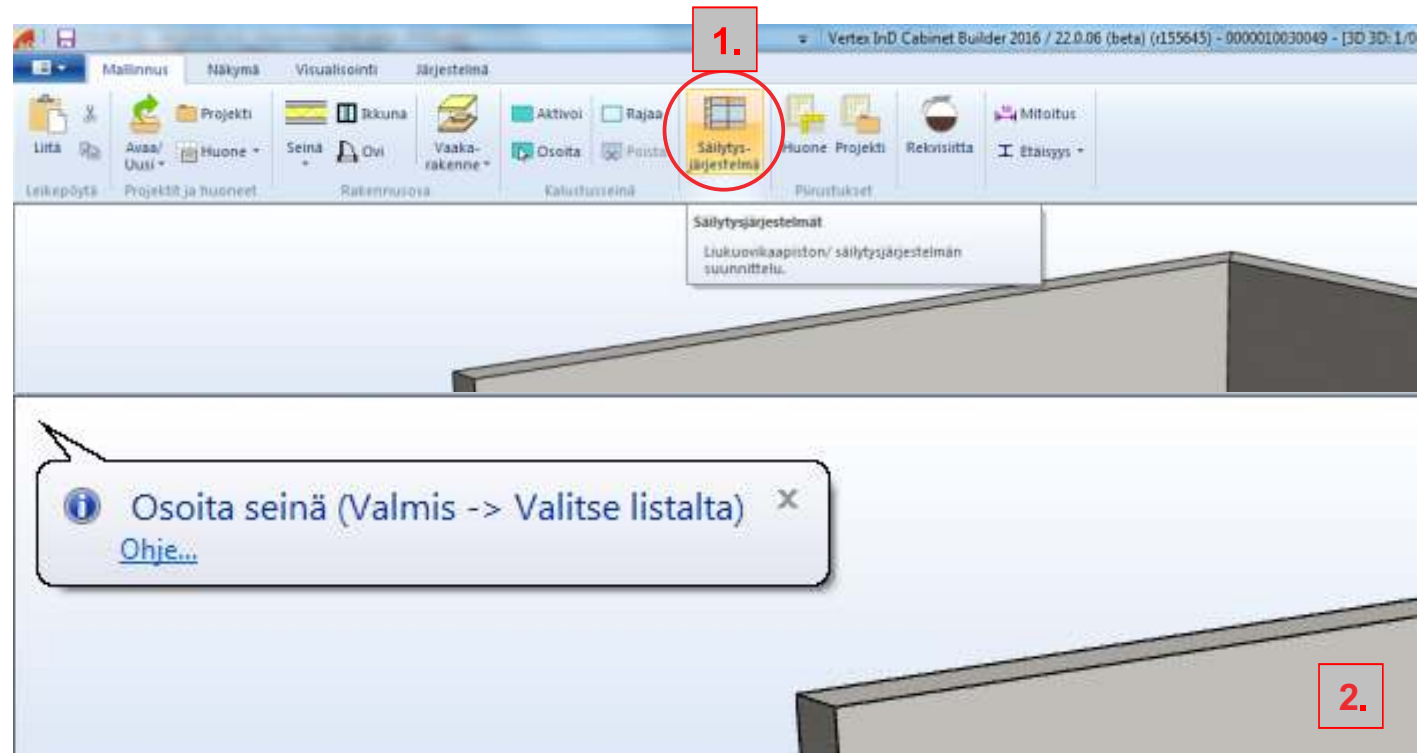 1.
Vertex InD Cabinet Builder 2016 / 22.0.06 (beta) (r155645) - 0000010030049 - [3D 3D: 1/0
Mallinnus Näkymä Visualisointi Järjestelmä
Liitä
Avaa/
Uusi
Projekti
Huone
Seinä
Ikkuna
Ovi
Vaaka-
rakenne
Aktivoi
Osoita
Rajaa
Poista
Säilytys-
järjestelmä
Huone
Projekti
Rekvisiitta
Mitoitus
Etäisyys
Leikepöytä Projektit ja huoneet Rakennusosa Kalustusseinä Piirustukset
Säilytysjärjestelmät
Liukuovikaapiston/ säilytysjärjestelmän
suunnittelu.
Osoita seinä (Valmis -> Valitse listalta)
Ohje...
2.